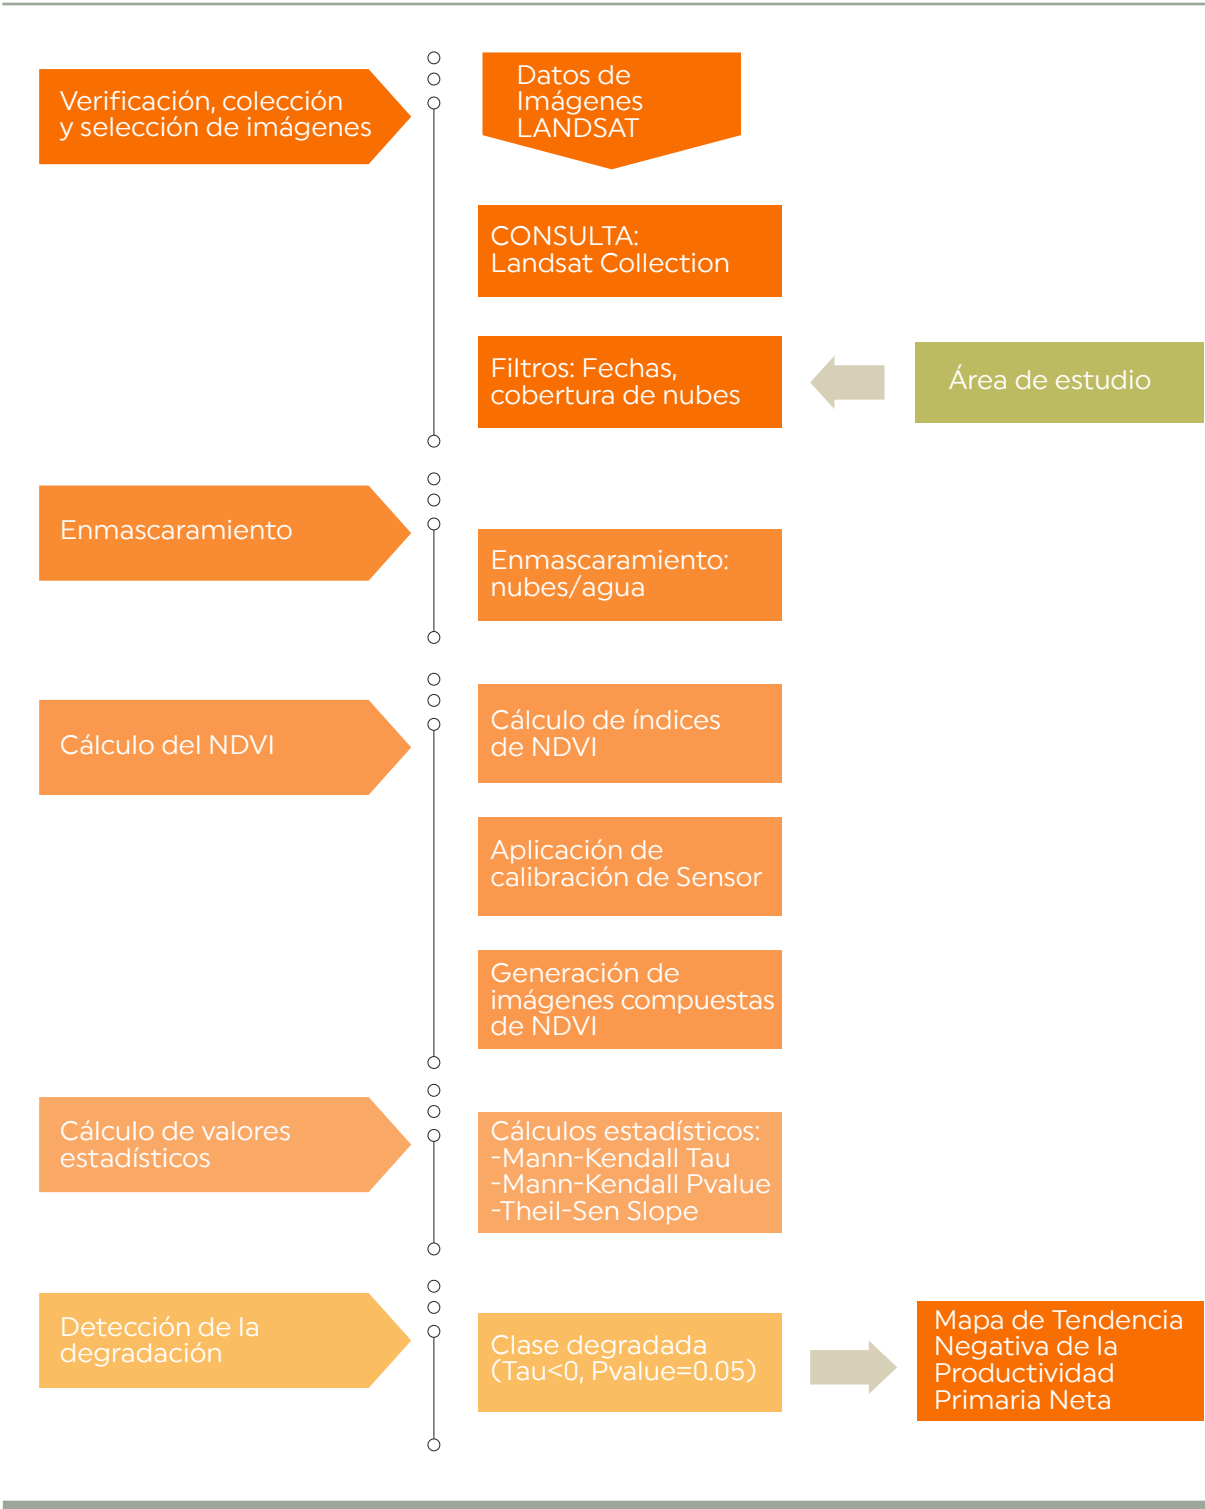 Verificación, colección
y selección de imágenes
Datos de
Imágenes
LANDSAT
CONSULTA:
Landsat Collection
Filtros: Fechas,
cobertura de nubes
Área de estudio
Enmascaramiento
Enmascaramiento:
nubes/agua
Cálculo del NDVI
Cálculo de índices
de NDVI
Aplicación de
calibración de Sensor
Generación de
imágenes compuestas
de NDVI
Cálculo de valores
estadísticos
Cálculos estadísticos:
-Mann-Kendall Tau
-Mann-Kendall Pvalue
-Theil-Sen Slope
Detección de la
degradación
Clase degradada
(Tau<0, Pvalue=0.05)
Mapa de Tendencia
Negativa de la
Productividad
Primaria Neta